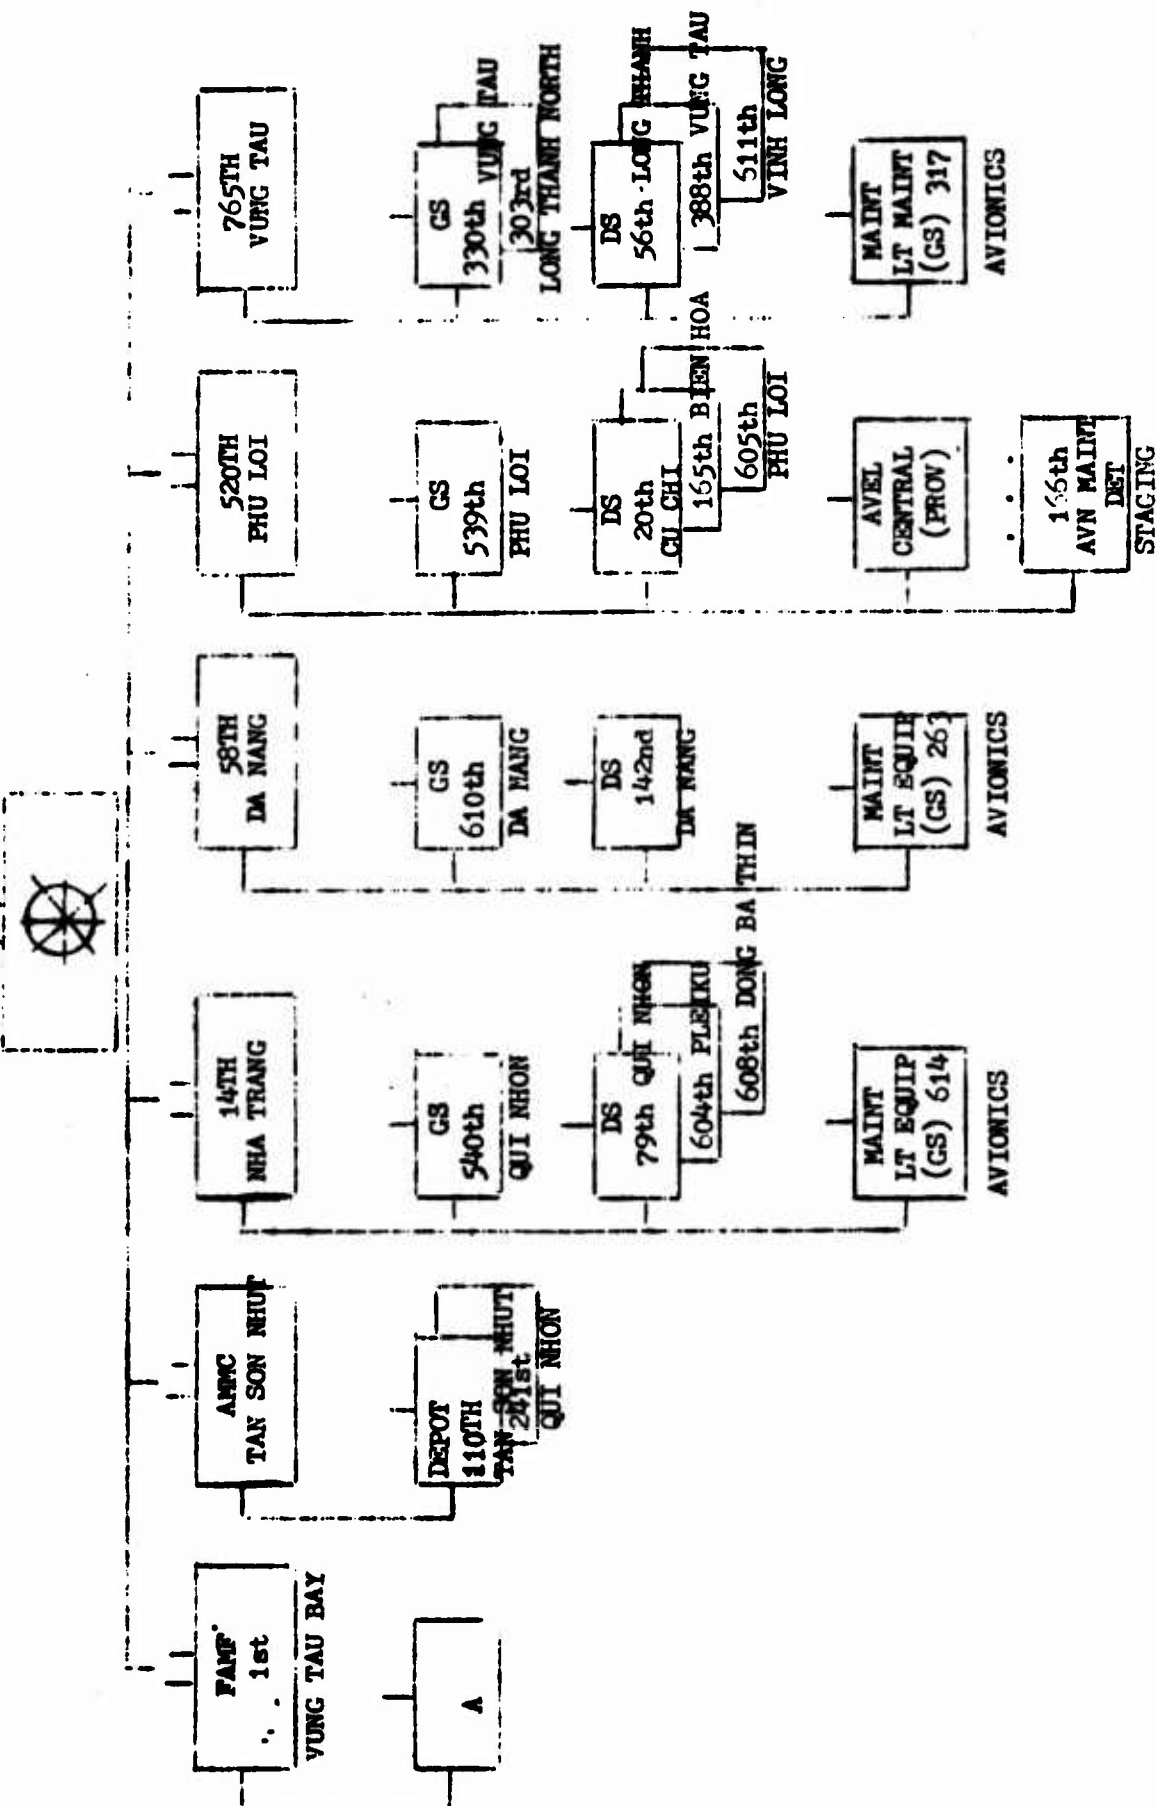 FAMF
1st
VUNG TAU BAY
A
AMMC
TAN SON NHUT
DEPOT
110TH
TAN SON NHUT
241st
QUI NHON
14TH
NHA TRANG
GS
540th
QUI NHON
DS
79th QUI NHON
604th PLEIKU
608th DONG BA THIN
MAINT
LT EQUIP
(GS) 614
AVIONICS
58TH
DA NANG
GS
610th
DA NANG
DS
142nd
DA NANG
MAINT
LT EQUIP
(GS) 263
AVIONICS
520TH
PHU LOI
GS
539th
PHU LOI
DS
20th
CU CHI
165th BIEN HOA
605th
PHU LOI
AVEL
CENTRAL
(PROV)
166th
AVN MAINT
DET
STAGING
765TH
VUNG TAU
GS
330th VUNG TAU
303rd
LONG THANH NORTH
DS
56th LONG THANH
388th VUNG TAU
611th
VINH LONG
MAINT
LT MAINT
(GS) 317
AVIONICS